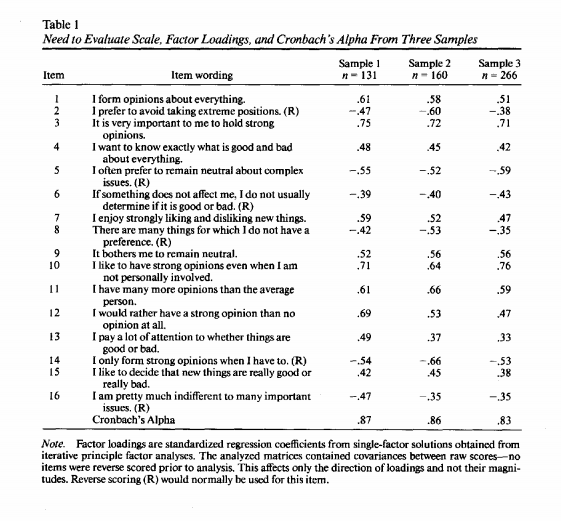 Table 1
Need to Evaluate Scale, Factor Loadings, and Cronbach's Alpha From Three Samples
Sample 1 Sample 2 Sample 3
Item Item wording n = 131 n = 160 n = 266
1 I form opinions about everything. .61 .58 .51
2 I prefer to avoid taking extreme positions. (R) −.47 −.60 −.38
3 It is very important to me to hold strong .75 .72 .71
opinions.
4 I want to know exactly what is good and bad .48 .45 .42
about everything.
5 I often prefer to remain neutral about complex −.55 −.52 −.59
issues. (R)
6 If something does not affect me, I do not usually −.39 −.40 −.43
determine if it is good or bad. (R)
7 I enjoy strongly liking and disliking new things. .59 .52 .47
8 There are many things for which I do not have a −.42 −.53 −.35
preference. (R)
9 It bothers me to remain neutral. .52 .56 .56
10 I like to have strong opinions even when I am .71 .64 .76
not personally involved.
11 I have many more opinions than the average .61 .66 .59
person.
12 I would rather have a strong opinion than no .69 .53 .47
opinion at all.
13 I pay a lot of attention to whether things are .49 .37 .33
good or bad.
14 I only form strong opinions when I have to. (R) −.54 −.66 −.53
15 I like to decide that new things are really good or .42 .45 .38
really bad.
16 I am pretty much indifferent to many important −.47 −.35 −.35
issues. (R)
Cronbach's Alpha .87 .86 .83
Note. Factor loadings are standardized regression coefficients from single-factor solutions obtained from
iterative principle factor analyses. The analyzed matrices contained covariances between raw scores—no
items were reverse scored prior to analysis. This affects only the direction of loadings and not their magni-
tudes. Reverse scoring (R) would normally be used for this item.